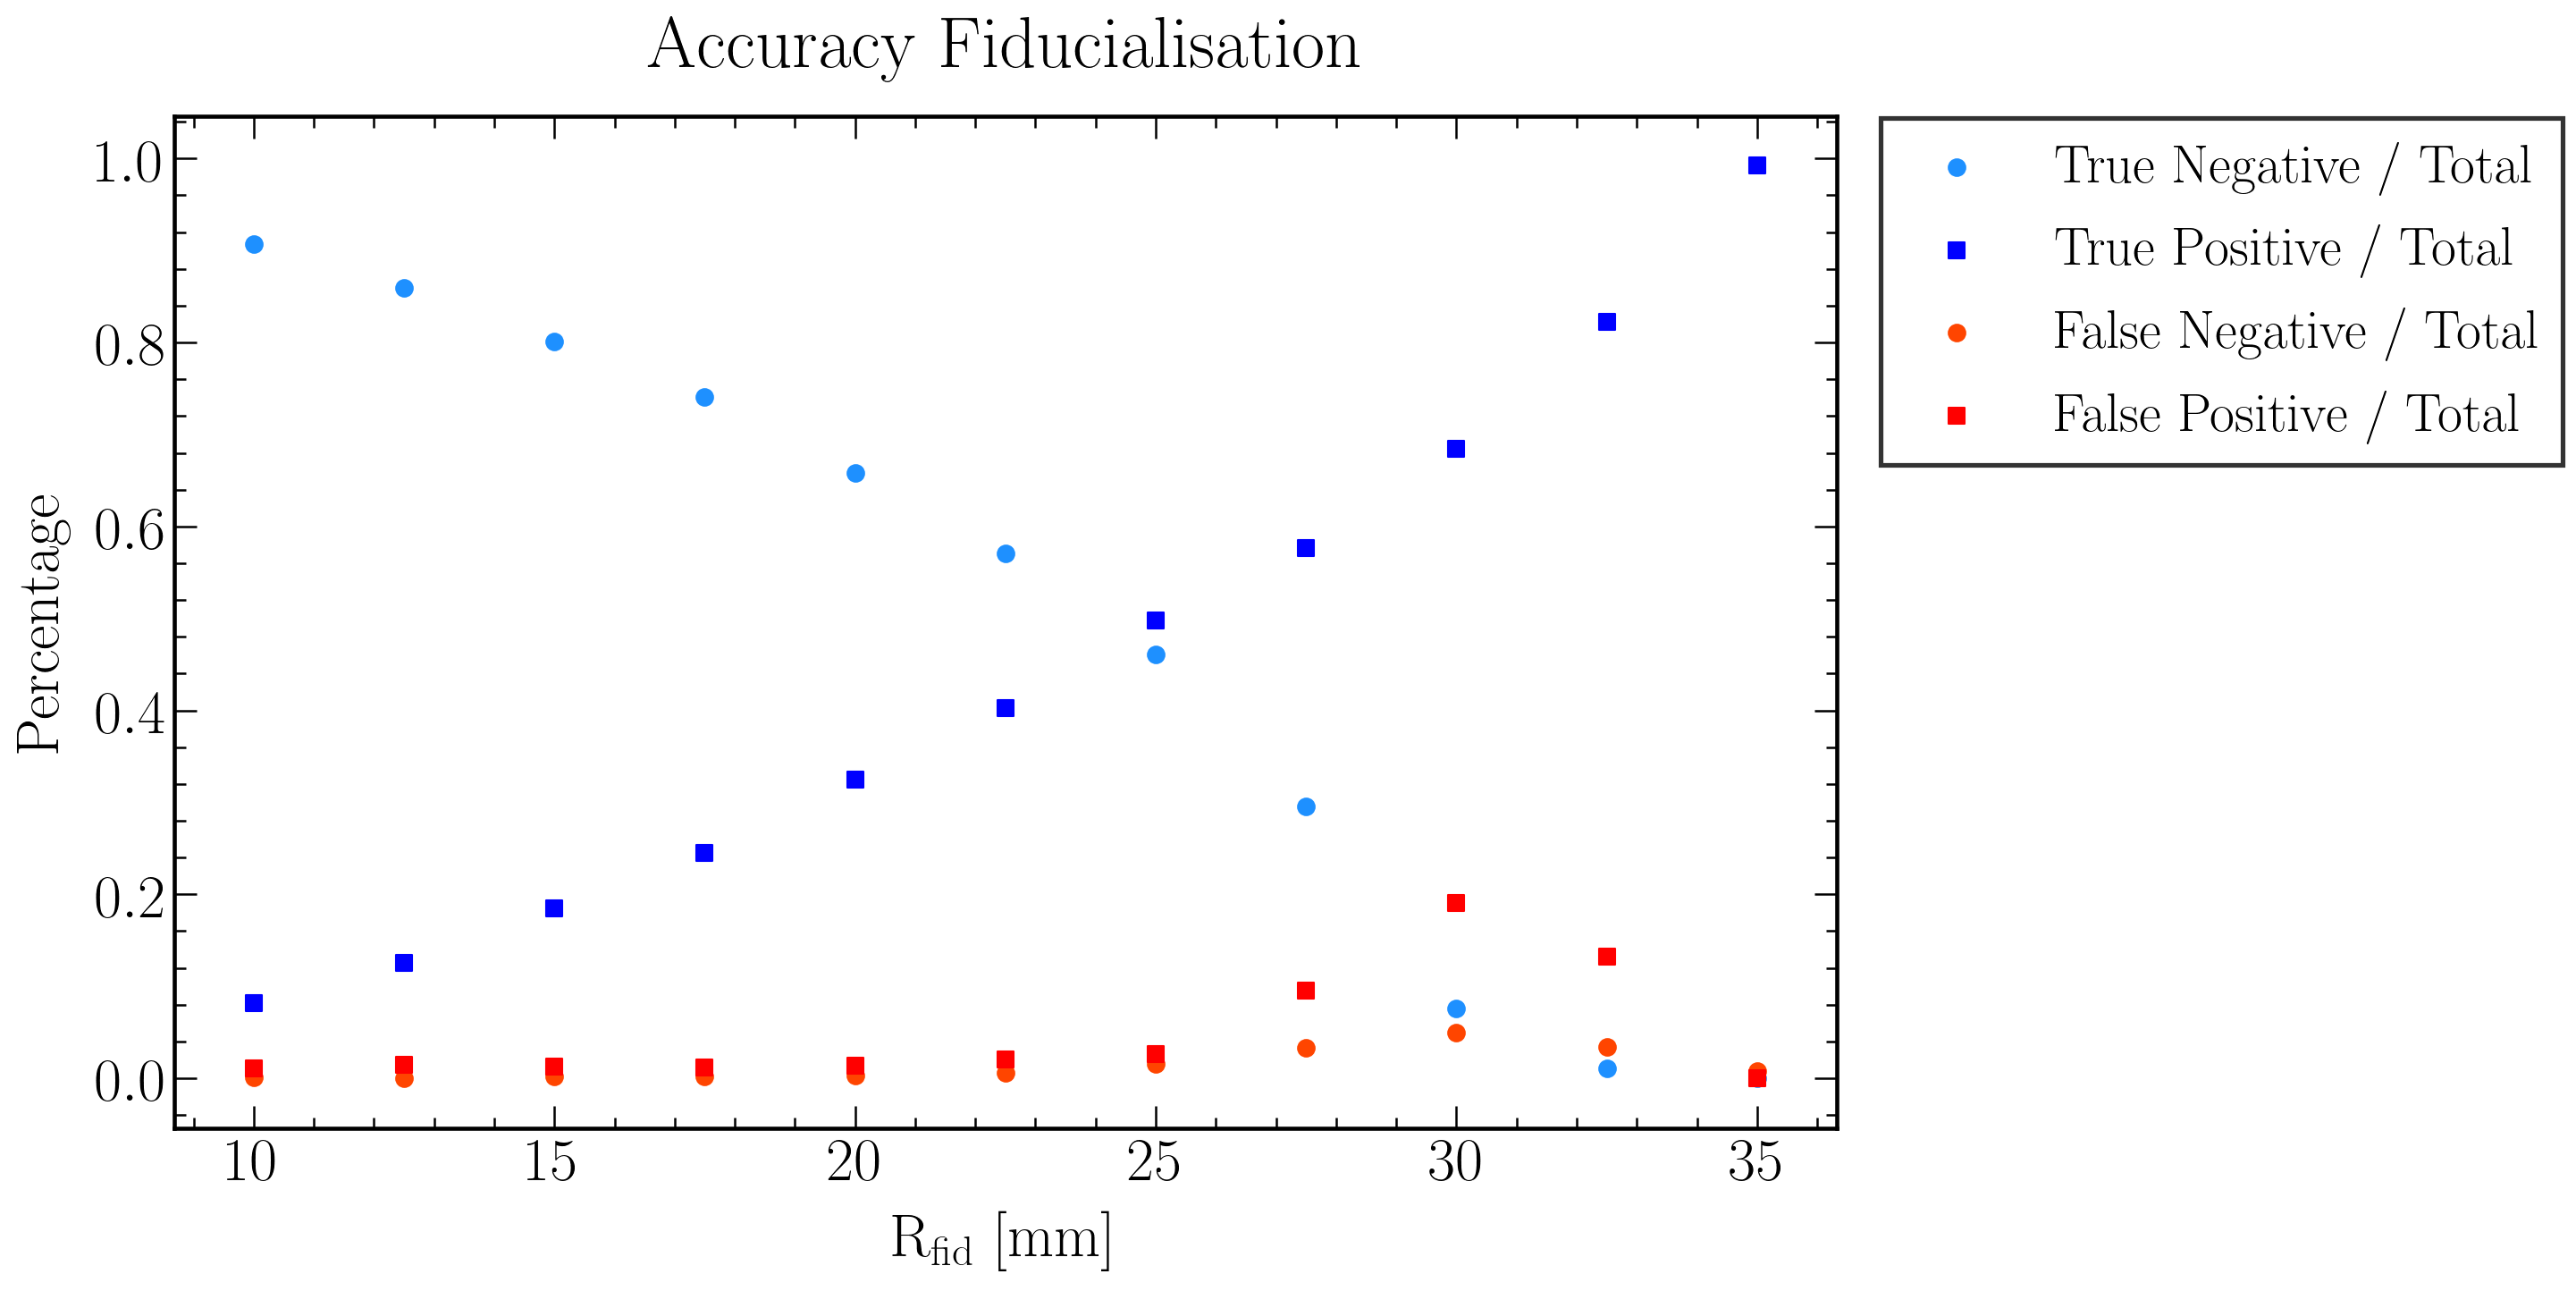 Accuracy Fiducialisation
1.0
0.8
0.6
0.4
0.2
0.0
Percentage
10 15 20 25 30 35
R_fid [mm]
True Negative / Total
True Positive / Total
False Negative / Total
False Positive / Total